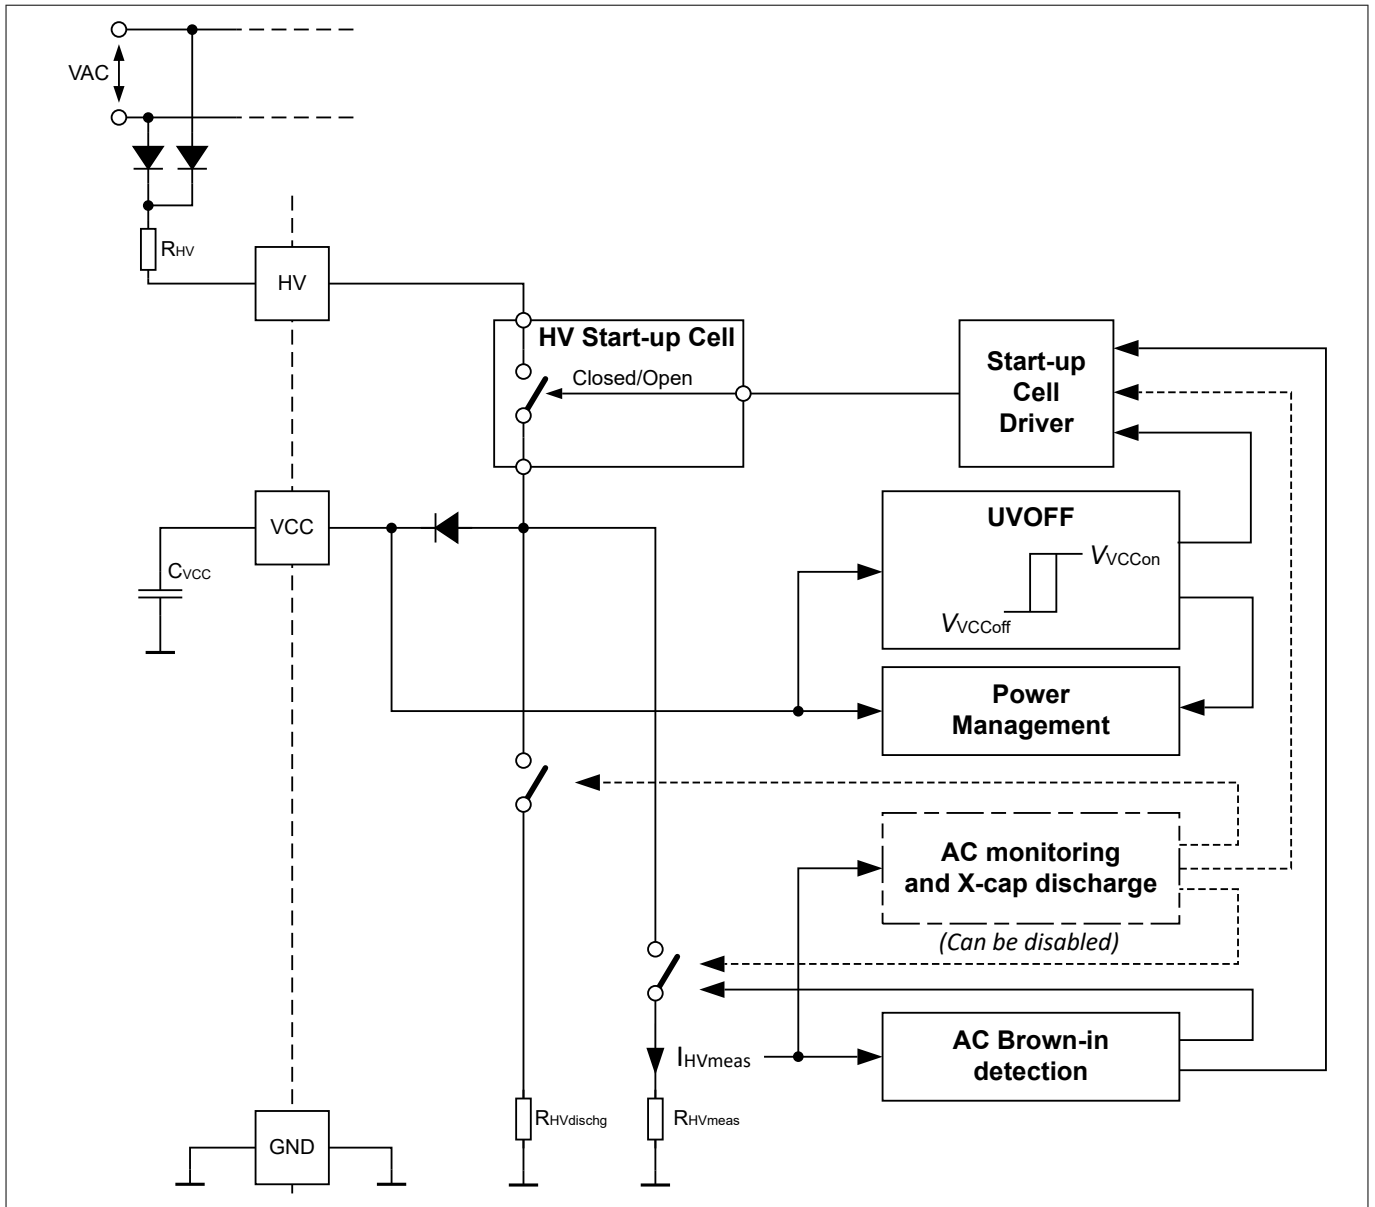 VAC
RHV
HV
HV Start-up Cell
Closed/Open
Start-up
Cell
Driver
VCC
CVCC
UVOFF
VVCCon
VVCCoff
Power
Management
AC monitoring
and X-cap discharge
(Can be disabled)
AC Brown-in
detection
IHVmeas
RHVdischg
RHVmeas
GND